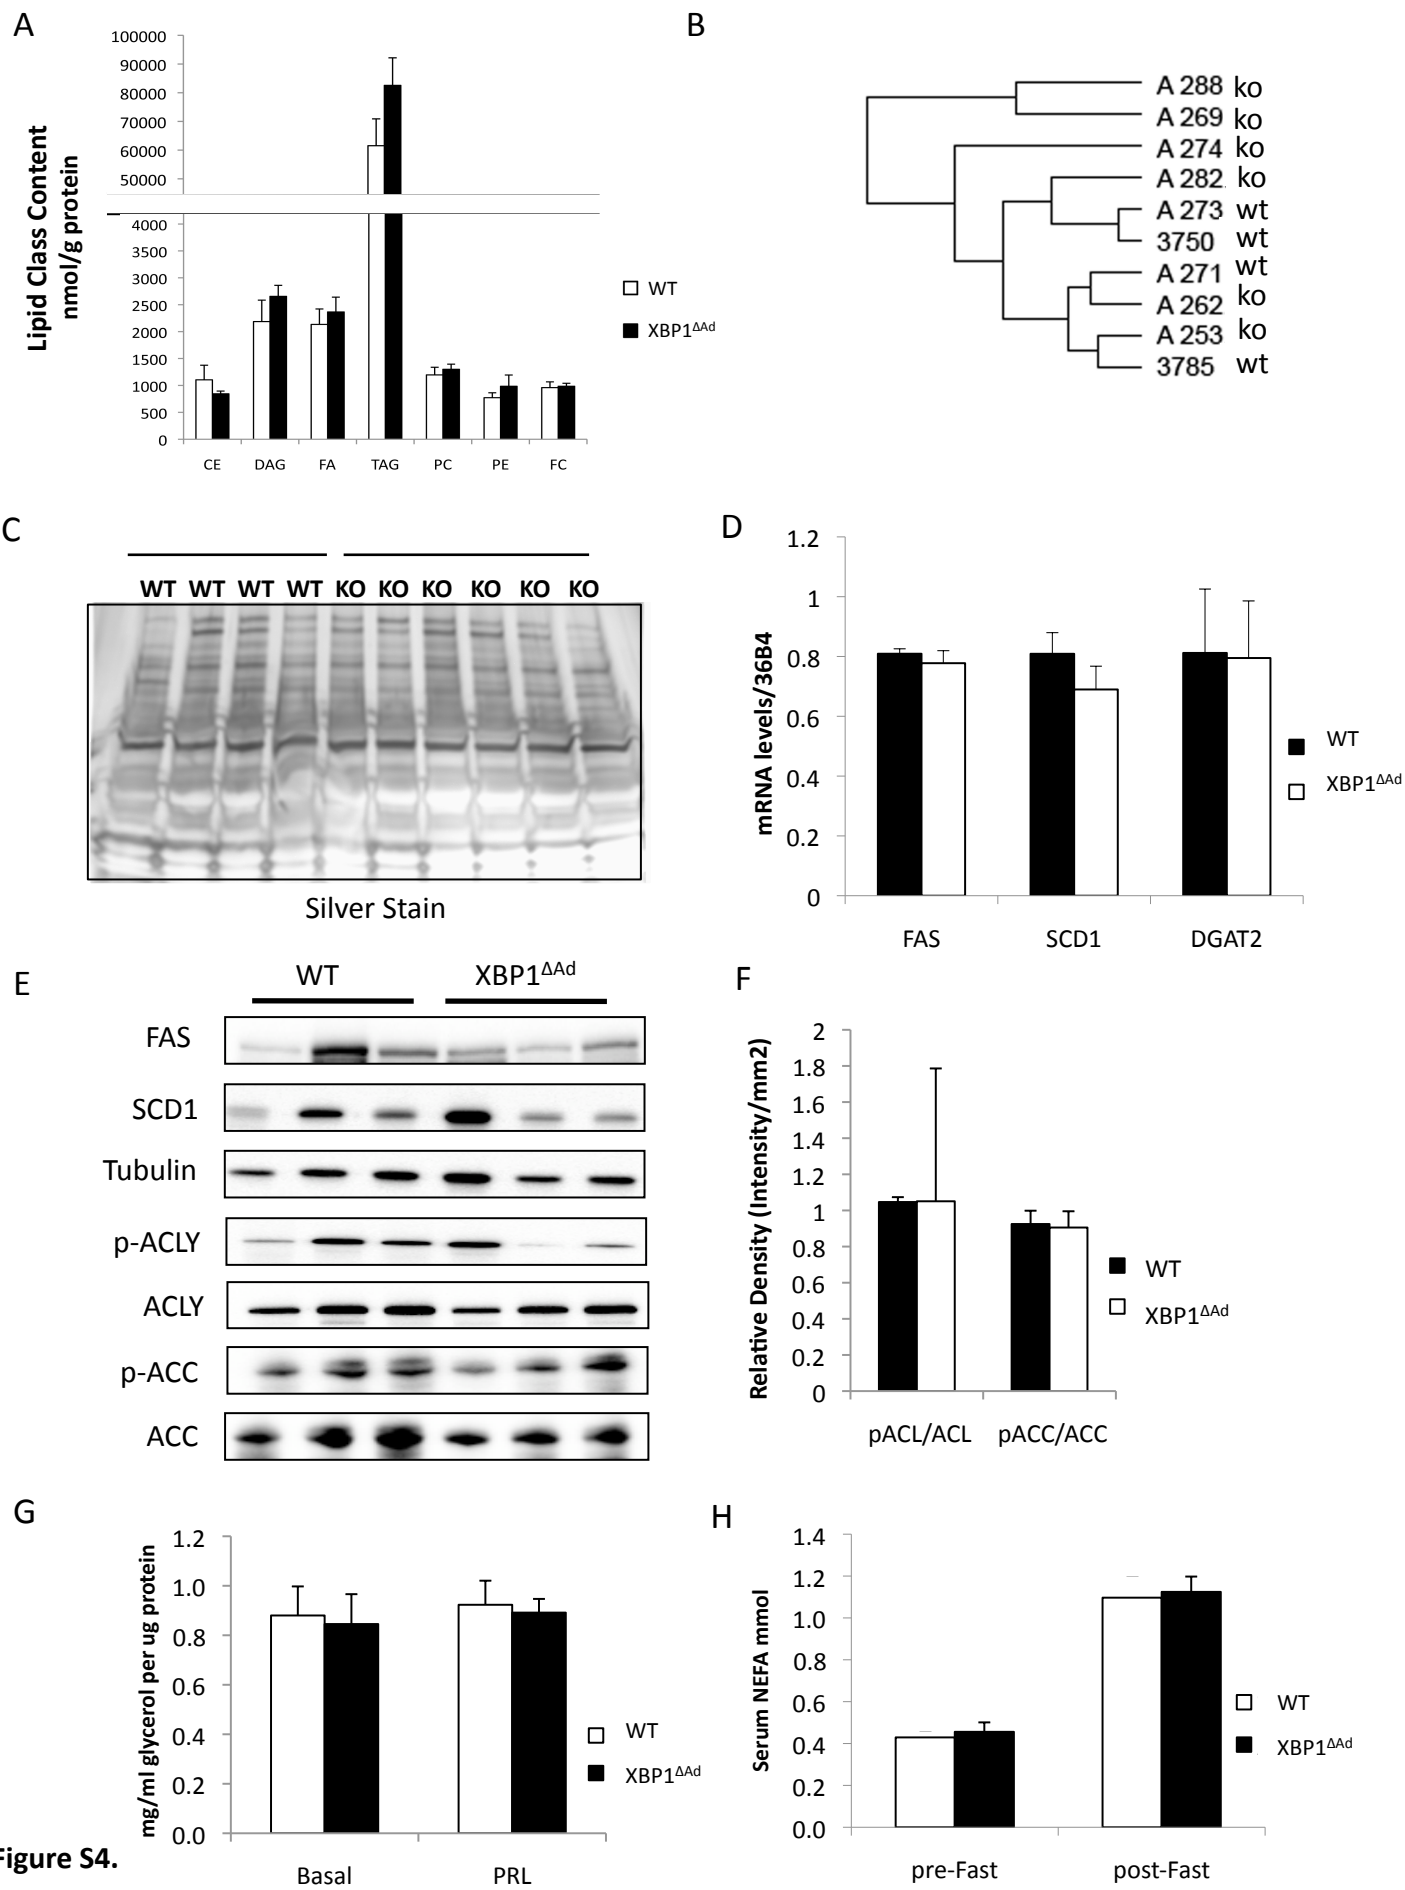 A
Lipid Class Content
nmol/g protein
100000
90000
80000
70000
60000
50000
4000
3500
3000
2500
2000
1500
1000
500
0
CE DAG FA TAG PC PE FC
WT
XBP1ΔAd
B
A 288 ko
A 269 ko
A 274 ko
A 282 ko
A 273 wt
3750 wt
A 271 wt
A 262 ko
A 253 ko
3785 wt
C
WT WT WT WT KO KO KO KO KO KO
Silver Stain
D
mRNA levels/36B4
1.2
1
0.8
0.6
0.4
0.2
0
FAS SCD1 DGAT2
WT
XBP1ΔAd
E
WT XBP1ΔAd
FAS
SCD1
Tubulin
p-ACLY
ACLY
p-ACC
ACC
F
Relative Density (Intensity/mm2)
2
1.8
1.6
1.4
1.2
1
0.8
0.6
0.4
0.2
0
pACL/ACL pACC/ACC
WT
XBP1ΔAd
G
mg/ml glycerol per ug protein
1.2
1.0
0.8
0.6
0.4
0.2
0.0
Basal PRL
WT
XBP1ΔAd
H
Serum NEFA mmol
1.4
1.2
1.0
0.8
0.6
0.4
0.2
0.0
pre-Fast post-Fast
WT
XBP1ΔAd
Figure S4.